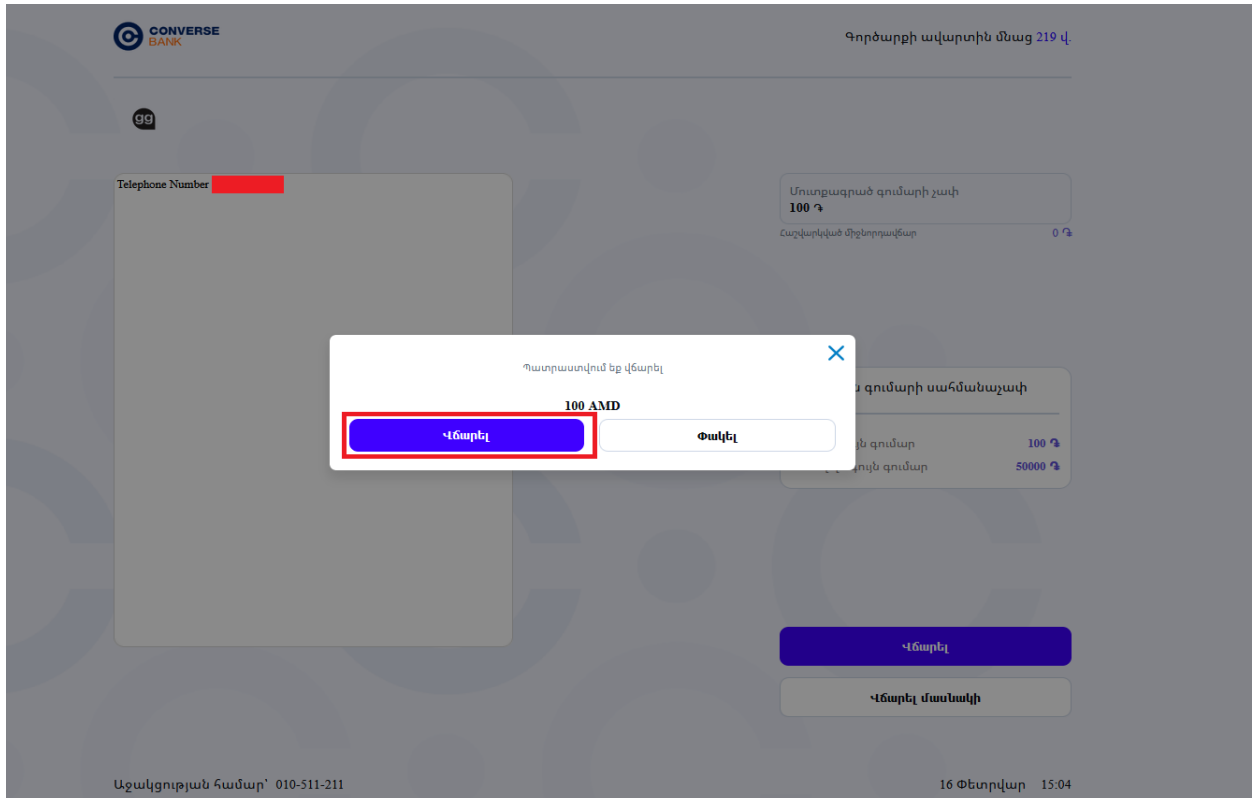 CONVERSE
BANK
Գործարքի ավարտին մնաց 219 վ.
gg
Telephone Number
Մուտքագրած գումարի չափ
100 ֏
Հաշվարկված միջնորդավճար 0 ֏
Պատրաստվում եք վճարել
100 AMD
Վճարել
Փակել
գումարի սահմանաչափ
գումար 100 ֏
գույն գումար 50000 ֏
Վճարել
Վճարել մասնակի
Աջակցության համար՝ 010-511-211
16 Փետրվար 15:04